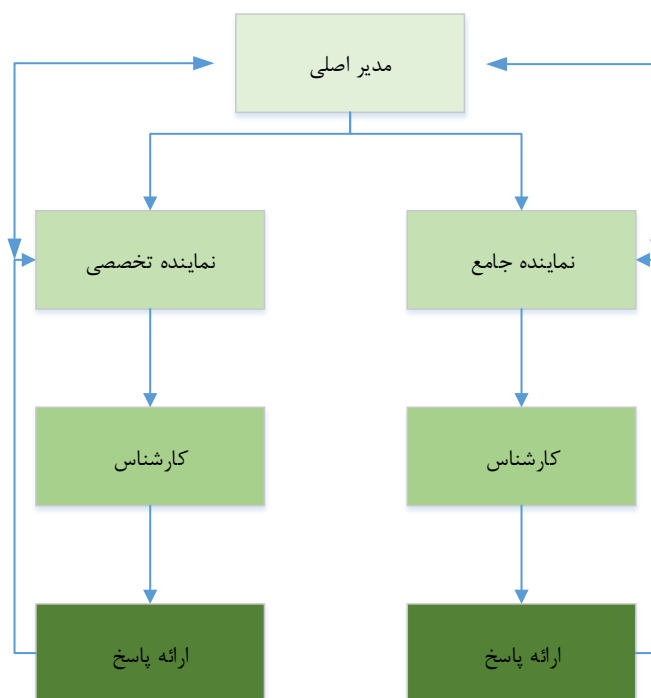 مدیر اصلی
نماینده جامع
نماینده تخصصی
کارشناس
کارشناس
ارائه پاسخ
ارائه پاسخ